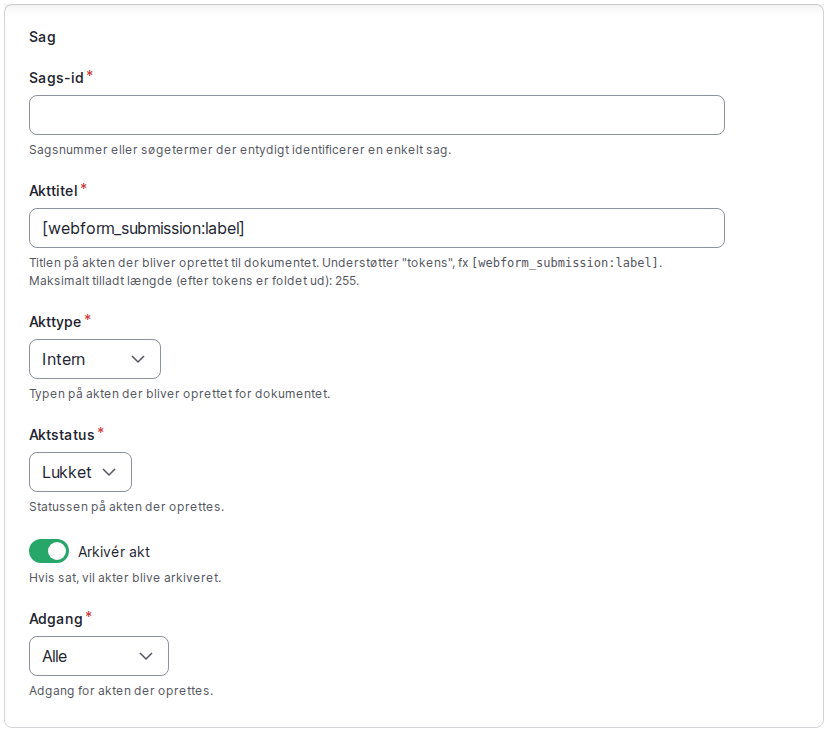 Sag
Sags-id*
Sagsnummer eller søgetermer der entydigt identificerer en enkelt sag.
Akttitel*
[webform_submission:label]
Titlen på akten der bliver oprettet til dokumentet. Understøtter "tokens", fx [webform_submission:label].
Maksimalt tilladt længde (efter tokens er foldet ud): 255.
Akttype*
Intern
Typen på akten der bliver oprettet for dokumentet.
Aktstatus*
Lukket
Statussen på akten der oprettes.
Arkivér akt
Hvis sat, vil akter blive arkiveret.
Adgang*
Alle
Adgang for akten der oprettes.